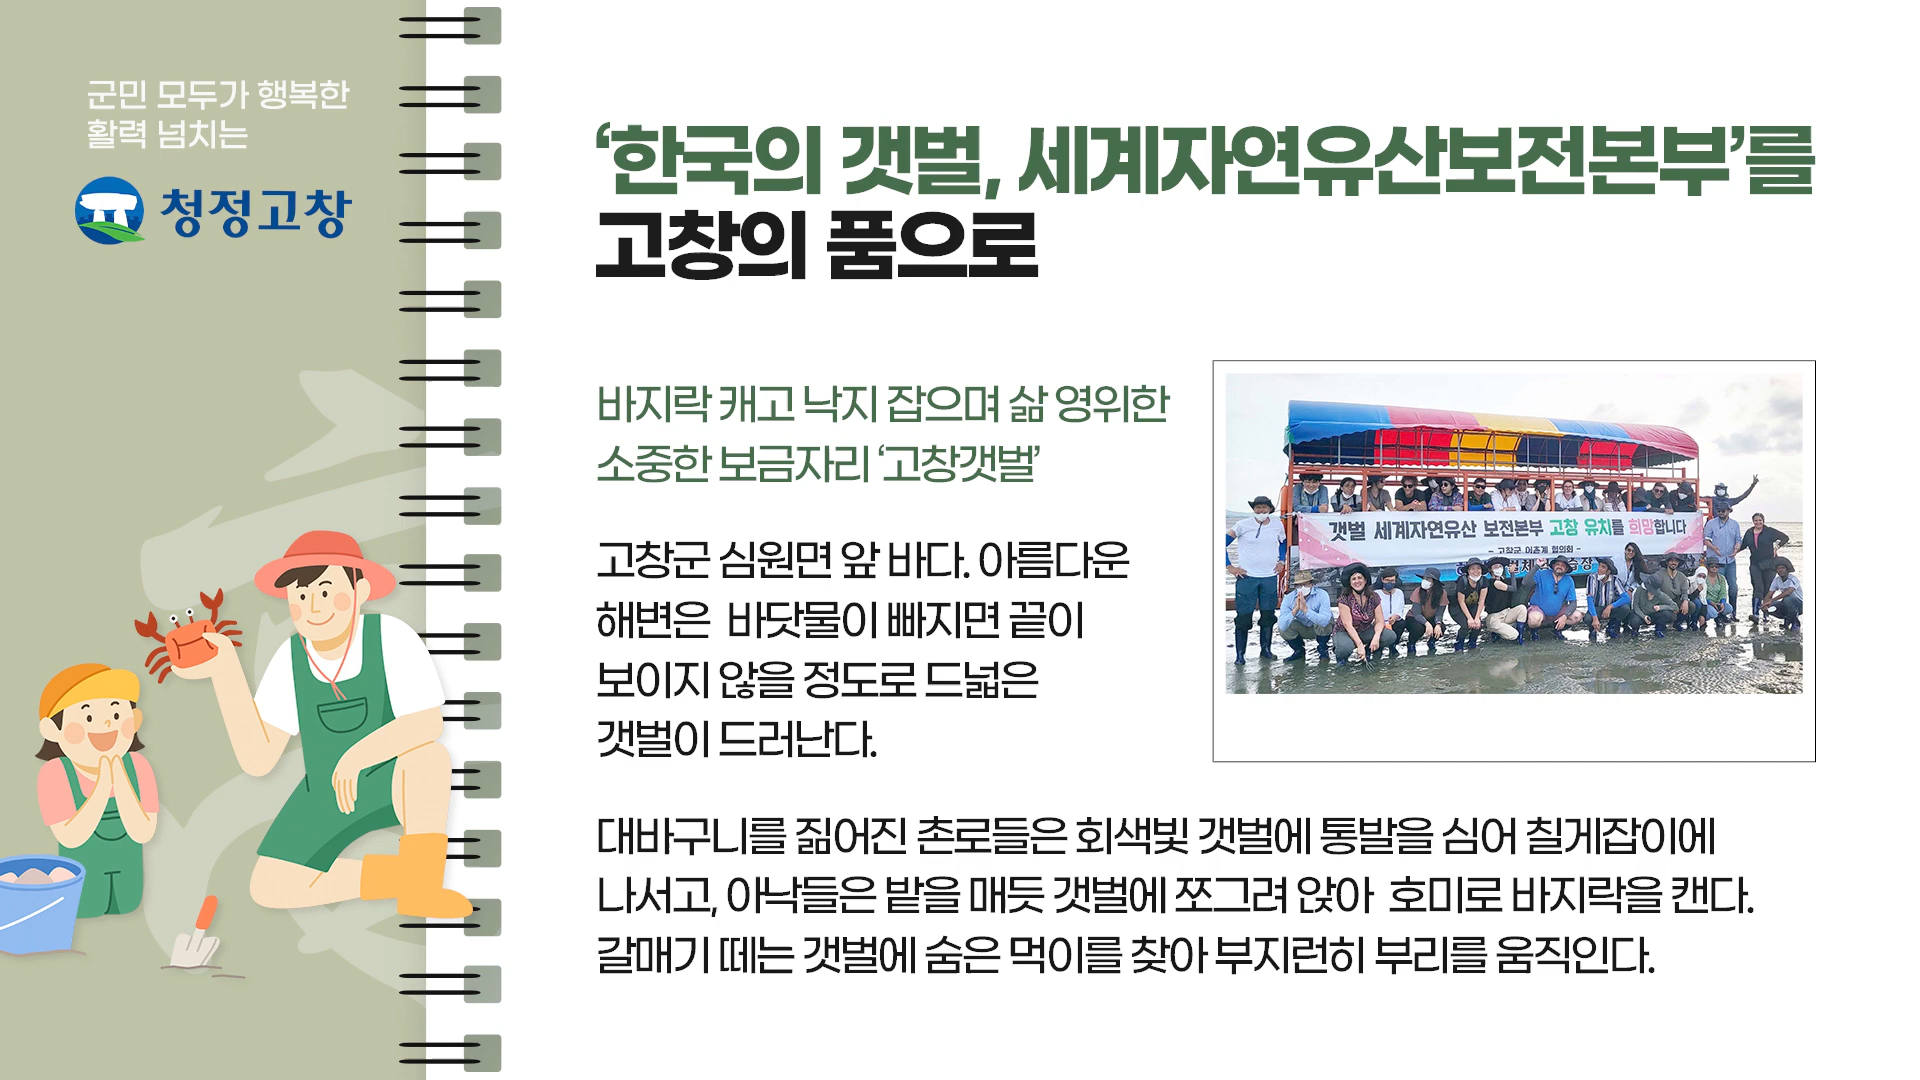 군민 모두가 행복한
활력 넘치는
청정고창
‘한국의 갯벌, 세계자연유산보전본부’를
고창의 품으로
바지락 캐고 낙지 잡으며 삶 영위한
소중한 보금자리 ‘고창갯벌’
고창군 심원면 앞 바다. 아름다운
해변은 바닷물이 빠지면 끝이
보이지 않을 정도로 드넓은
갯벌이 드러난다.
갯벌 세계자연유산 보전본부 고창 유치를 희망합니다
- 고창군 어촌계 협의회 -
대바구니를 짊어진 촌로들은 회색빛 갯벌에 통발을 심어 칠게잡이에
나서고, 아낙들은 밭을 매듯 갯벌에 쪼그려 앉아 호미로 바지락을 캔다.
갈매기 떼는 갯벌에 숨은 먹이를 찾아 부지런히 부리를 움직인다.